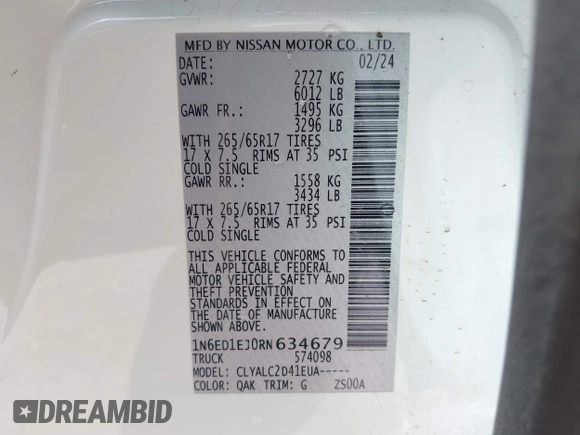 MFD BY NISSAN MOTOR CO., LTD.
DATE: 02/24
GVWR: 2727 KG
6012 LB
GAWR FR.: 1495 KG
3296 LB
WITH 265/65R17 TIRES
17 X 7.5 RIMS AT 35 PSI
COLD SINGLE
GAWR RR.: 1558 KG
3434 LB
WITH 265/65R17 TIRES
17 X 7.5 RIMS AT 35 PSI
COLD SINGLE
THIS VEHICLE CONFORMS TO
ALL APPLICABLE FEDERAL
MOTOR VEHICLE SAFETY AND
THEFT PREVENTION
STANDARDS IN EFFECT ON
THE DATE OF MANUFACTURE
SHOWN ABOVE.
1N6ED1EJ0RN634679
TRUCK 574098
MODEL: CLYALC2D41EUA-----
COLOR: QAK TRIM: G ZS00A
DREAMBID